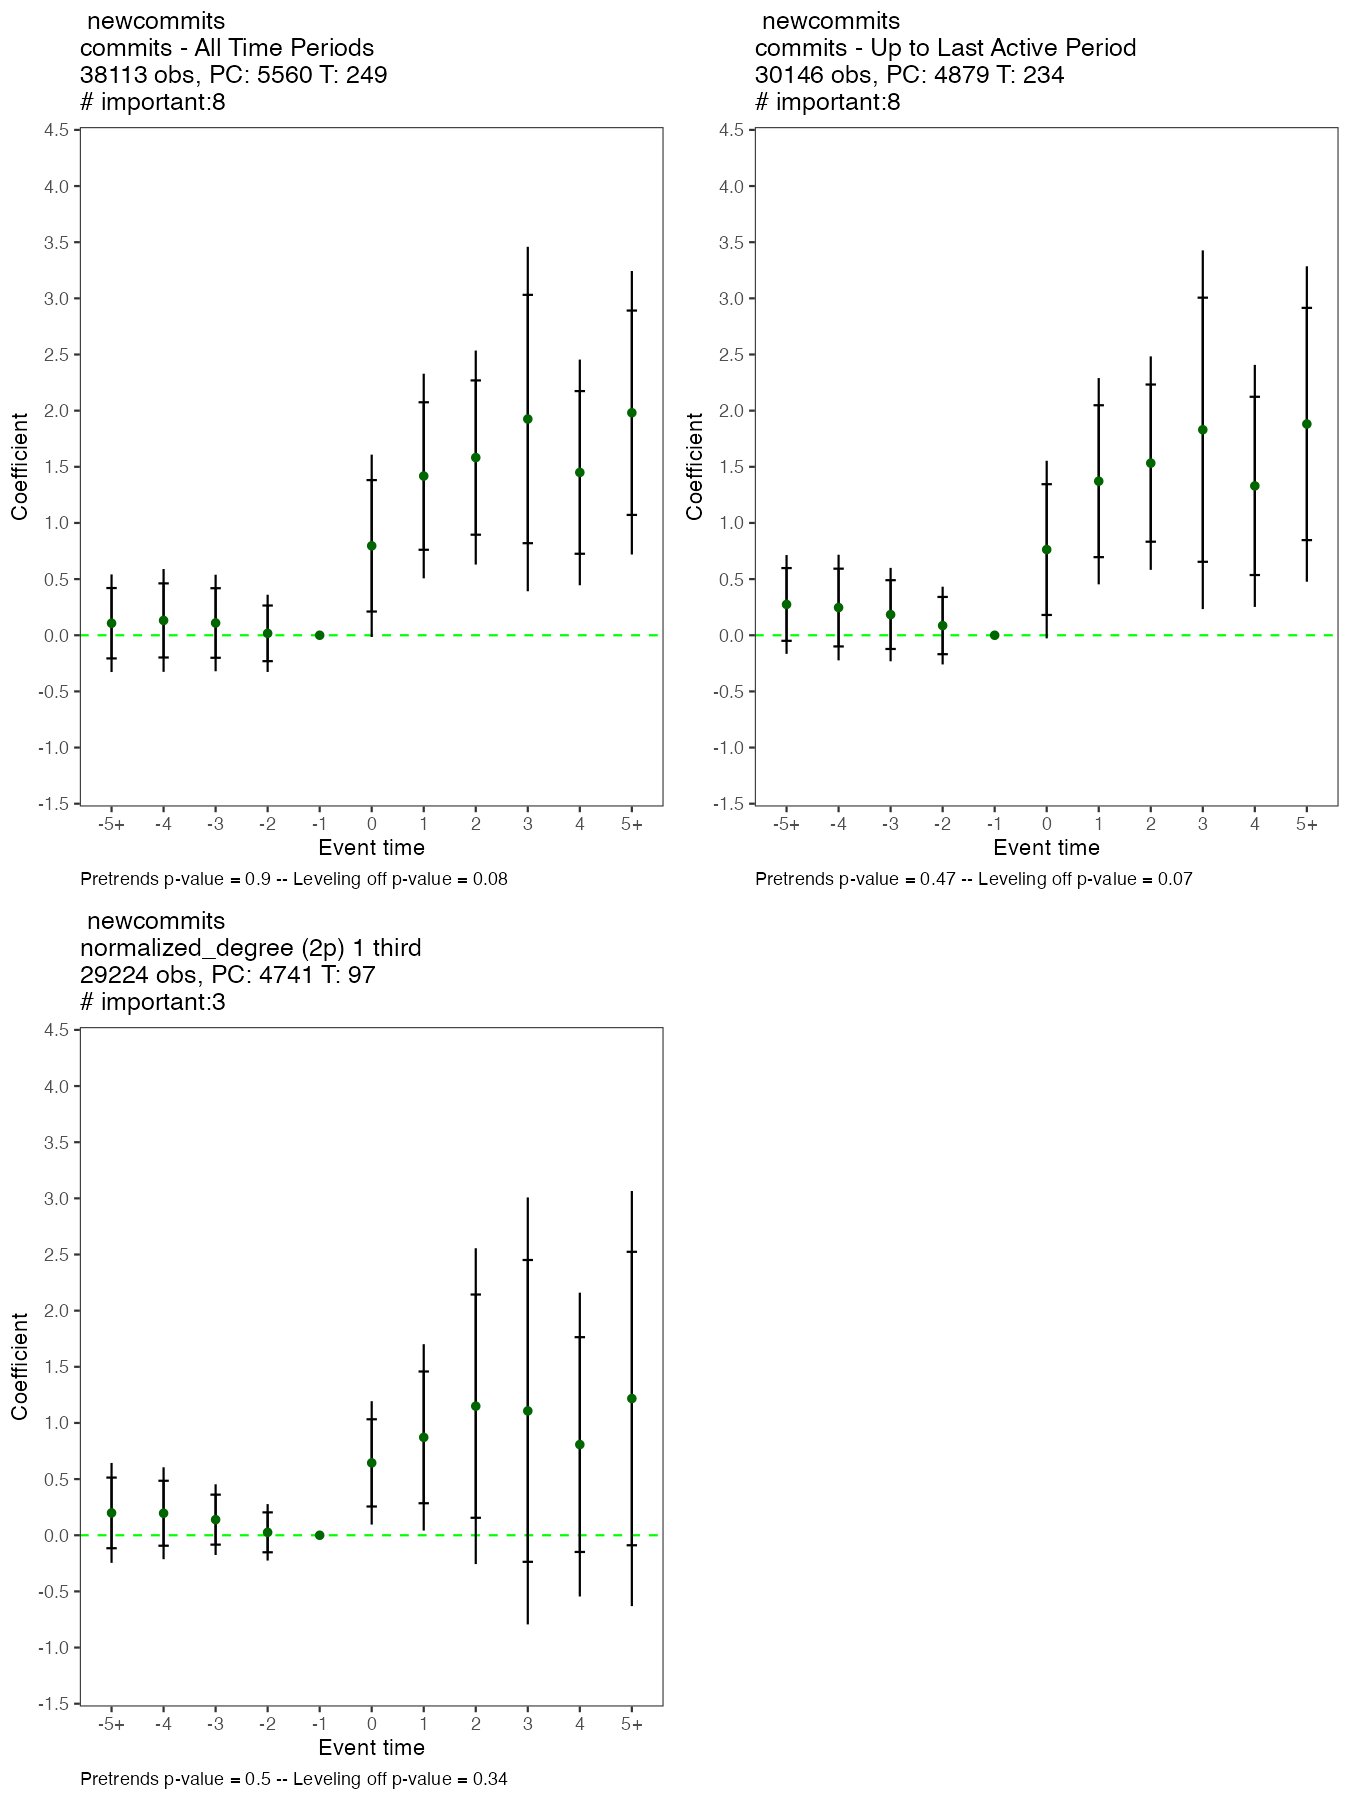 newcommits
commits - All Time Periods
38113 obs, PC: 5560 T: 249
# important:8
4.5
4.0
3.5
3.0
2.5
2.0
1.5
1.0
0.5
0.0
-0.5
-1.0
-1.5
Coefficient
-5+ -4 -3 -2 -1 0 1 2 3 4 5+
Event time
Pretrends p-value = 0.9 -- Leveling off p-value = 0.08
newcommits
commits - Up to Last Active Period
30146 obs, PC: 4879 T: 234
# important:8
4.5
4.0
3.5
3.0
2.5
2.0
1.5
1.0
0.5
0.0
-0.5
-1.0
-1.5
Coefficient
-5+ -4 -3 -2 -1 0 1 2 3 4 5+
Event time
Pretrends p-value = 0.47 -- Leveling off p-value = 0.07
newcommits
normalized_degree (2p) 1 third
29224 obs, PC: 4741 T: 97
# important:3
4.5
4.0
3.5
3.0
2.5
2.0
1.5
1.0
0.5
0.0
-0.5
-1.0
-1.5
Coefficient
-5+ -4 -3 -2 -1 0 1 2 3 4 5+
Event time
Pretrends p-value = 0.5 -- Leveling off p-value = 0.34